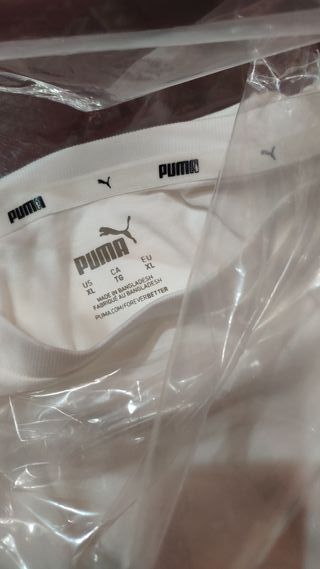 PUMA PUMA
PUMA
US CA EU
XL TG XL
MADE IN BANGLADESH
FABRIQUÉ AU BANGLADESH
PUMA.COM/FOREVERBETTER